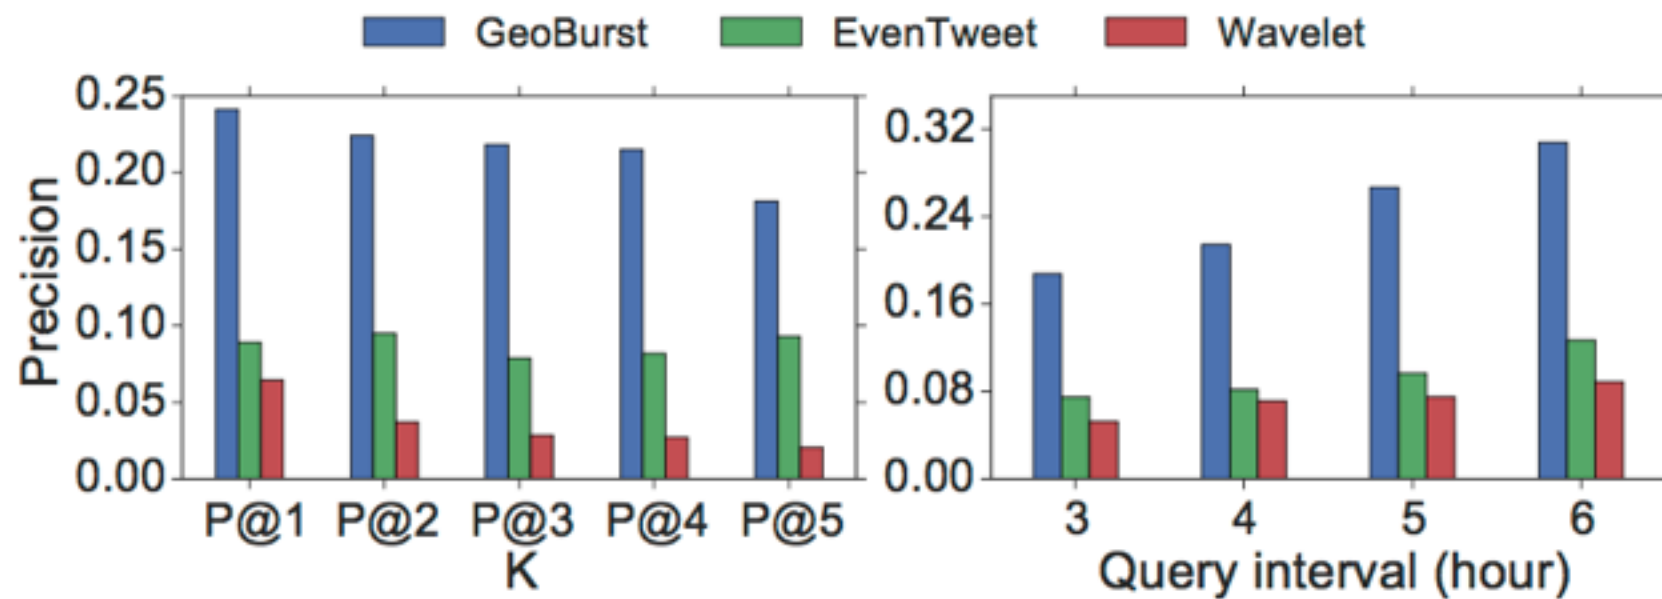 GeoBurst EvenTweet Wavelet
Precision
0.25
0.20
0.15
0.10
0.05
0.00
P@1 P@2 P@3 P@4 P@5
K
0.32
0.24
0.16
0.08
0.00
3 4 5 6
Query interval (hour)